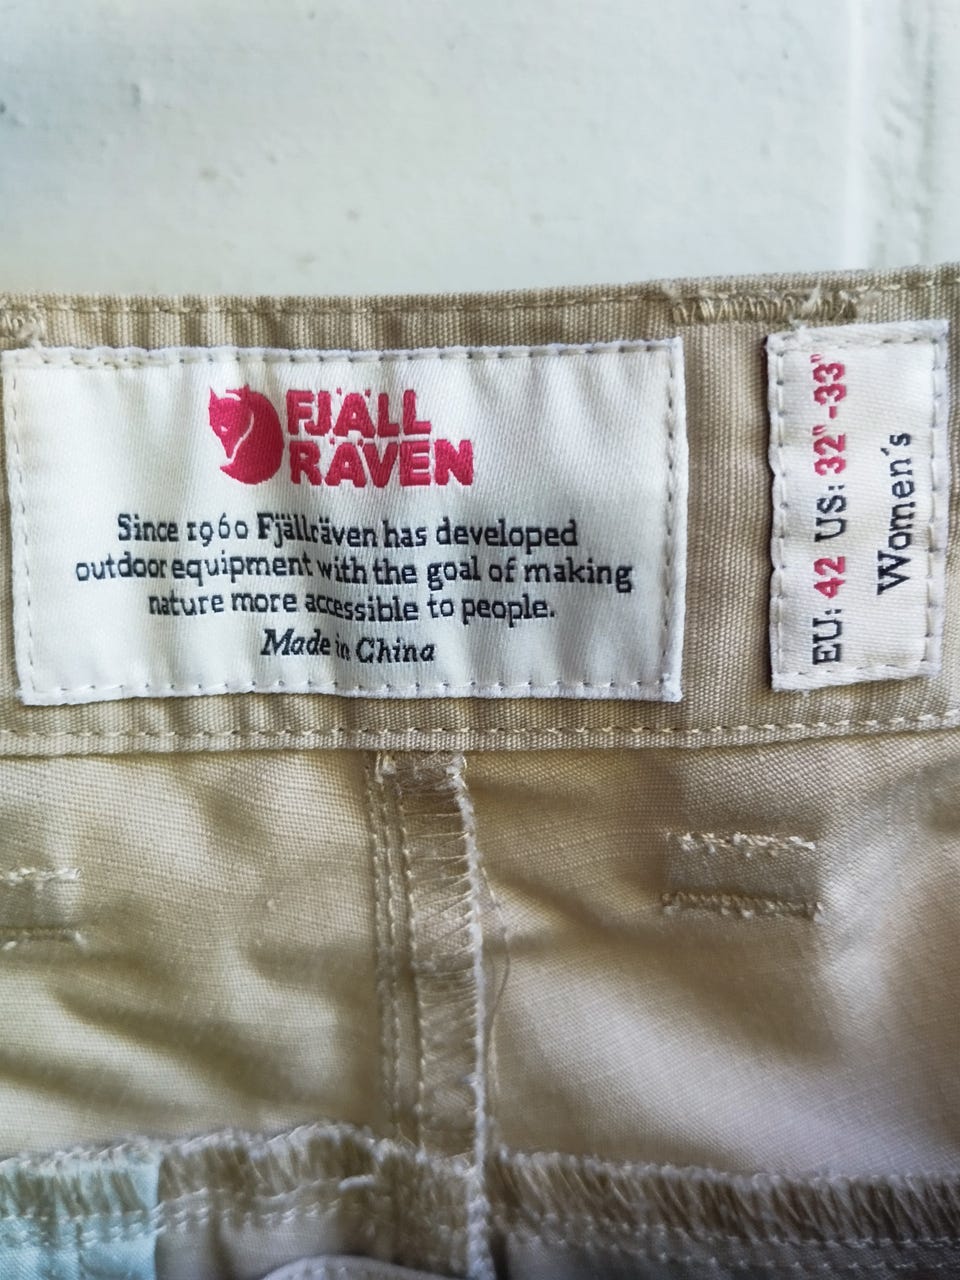 FJÄLL
RÄVEN
Since 1960 Fjällräven has developed
outdoor equipment with the goal of making
nature more accessible to people.
Made in China
EU: 42 US: 32"-33"
Women´s